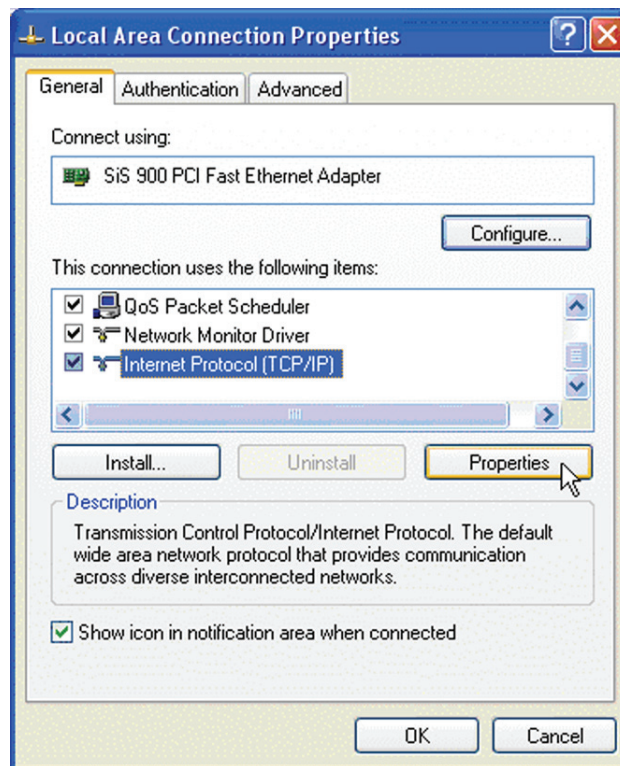 Local Area Connection Properties
General Authentication Advanced
Connect using:
SiS 900 PCI Fast Ethernet Adapter
Configure...
This connection uses the following items:
QoS Packet Scheduler
Network Monitor Driver
Internet Protocol (TCP/IP)
Install... Uninstall Properties
Description
Transmission Control Protocol/Internet Protocol. The default
wide area network protocol that provides communication
across diverse interconnected networks.
Show icon in notification area when connected
OK Cancel